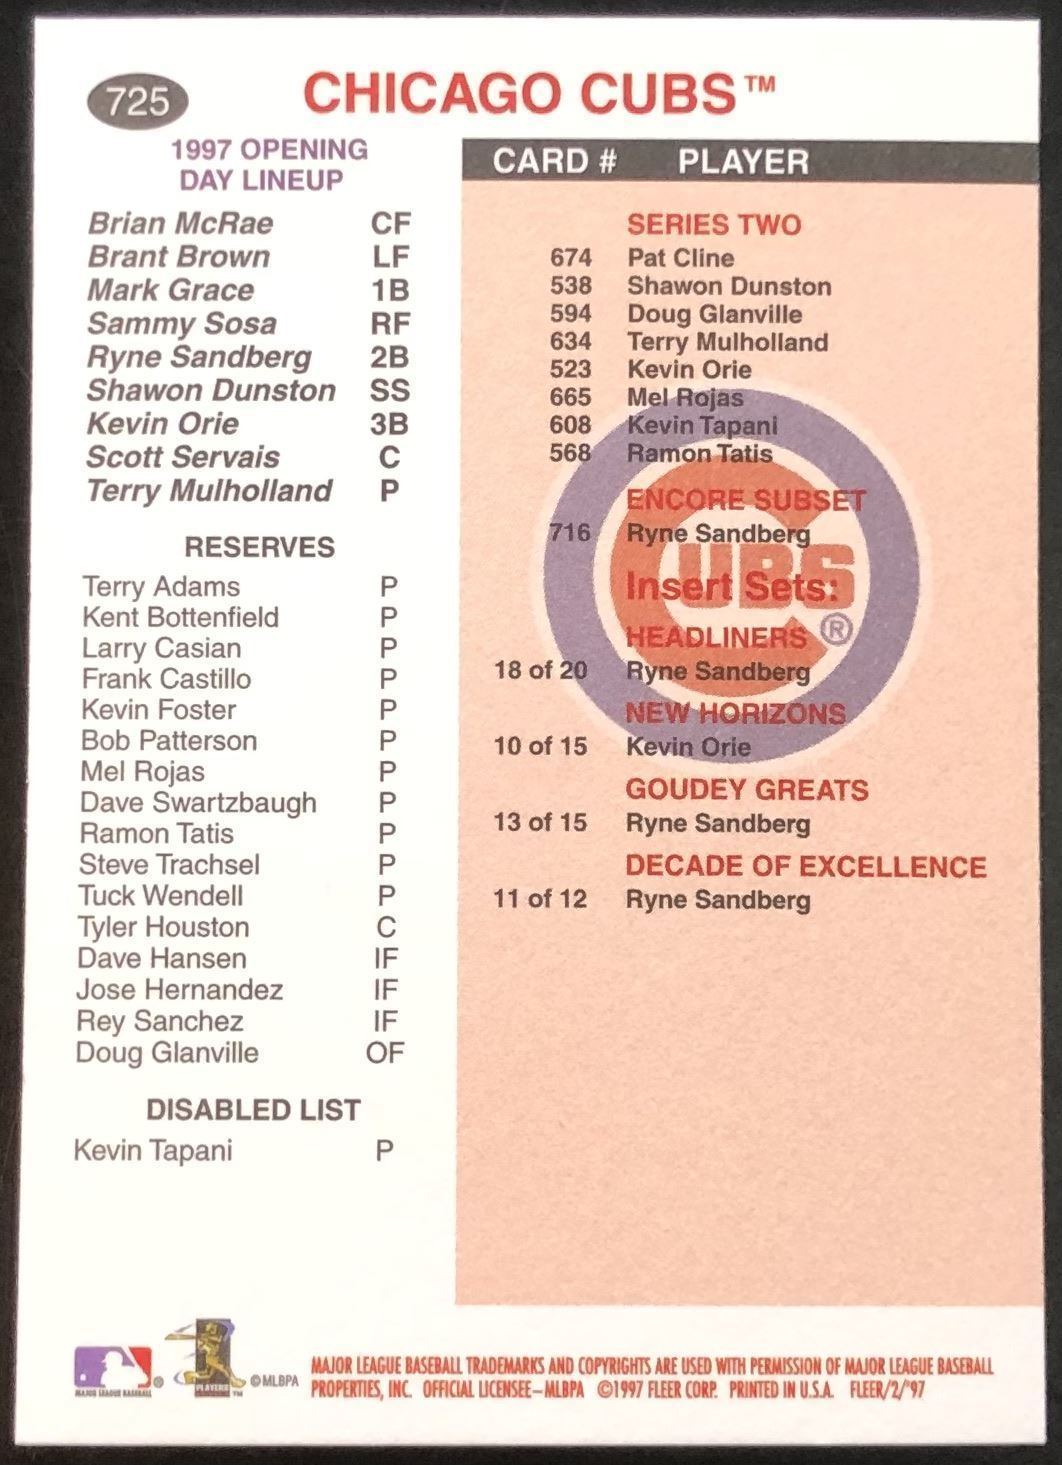 725
CHICAGO CUBS™
1997 OPENING
DAY LINEUP
Brian McRae CF
Brant Brown LF
Mark Grace 1B
Sammy Sosa RF
Ryne Sandberg 2B
Shawon Dunston SS
Kevin Orie 3B
Scott Servais C
Terry Mulholland P
RESERVES
Terry Adams P
Kent Bottenfield P
Larry Casian P
Frank Castillo P
Kevin Foster P
Bob Patterson P
Mel Rojas P
Dave Swartzbaugh P
Ramon Tatis P
Steve Trachsel P
Tuck Wendell P
Tyler Houston C
Dave Hansen IF
Jose Hernandez IF
Rey Sanchez IF
Doug Glanville OF
DISABLED LIST
Kevin Tapani P
CARD # PLAYER
SERIES TWO
674 Pat Cline
538 Shawon Dunston
594 Doug Glanville
634 Terry Mulholland
523 Kevin Orie
665 Mel Rojas
608 Kevin Tapani
568 Ramon Tatis
ENCORE SUBSET
716 Ryne Sandberg
CUBS
Insert Sets:
HEADLINERS ®
18 of 20 Ryne Sandberg
NEW HORIZONS
10 of 15 Kevin Orie
GOUDEY GREATS
13 of 15 Ryne Sandberg
DECADE OF EXCELLENCE
11 of 12 Ryne Sandberg
MAJOR LEAGUE BASEBALL ®
PLAYERS ™
©MLBPA
MAJOR LEAGUE BASEBALL TRADEMARKS AND COPYRIGHTS ARE USED WITH PERMISSION OF MAJOR LEAGUE BASEBALL
PROPERTIES, INC. OFFICIAL LICENSEE–MLBPA ©1997 FLEER CORP. PRINTED IN U.S.A. FLEER/2/'97